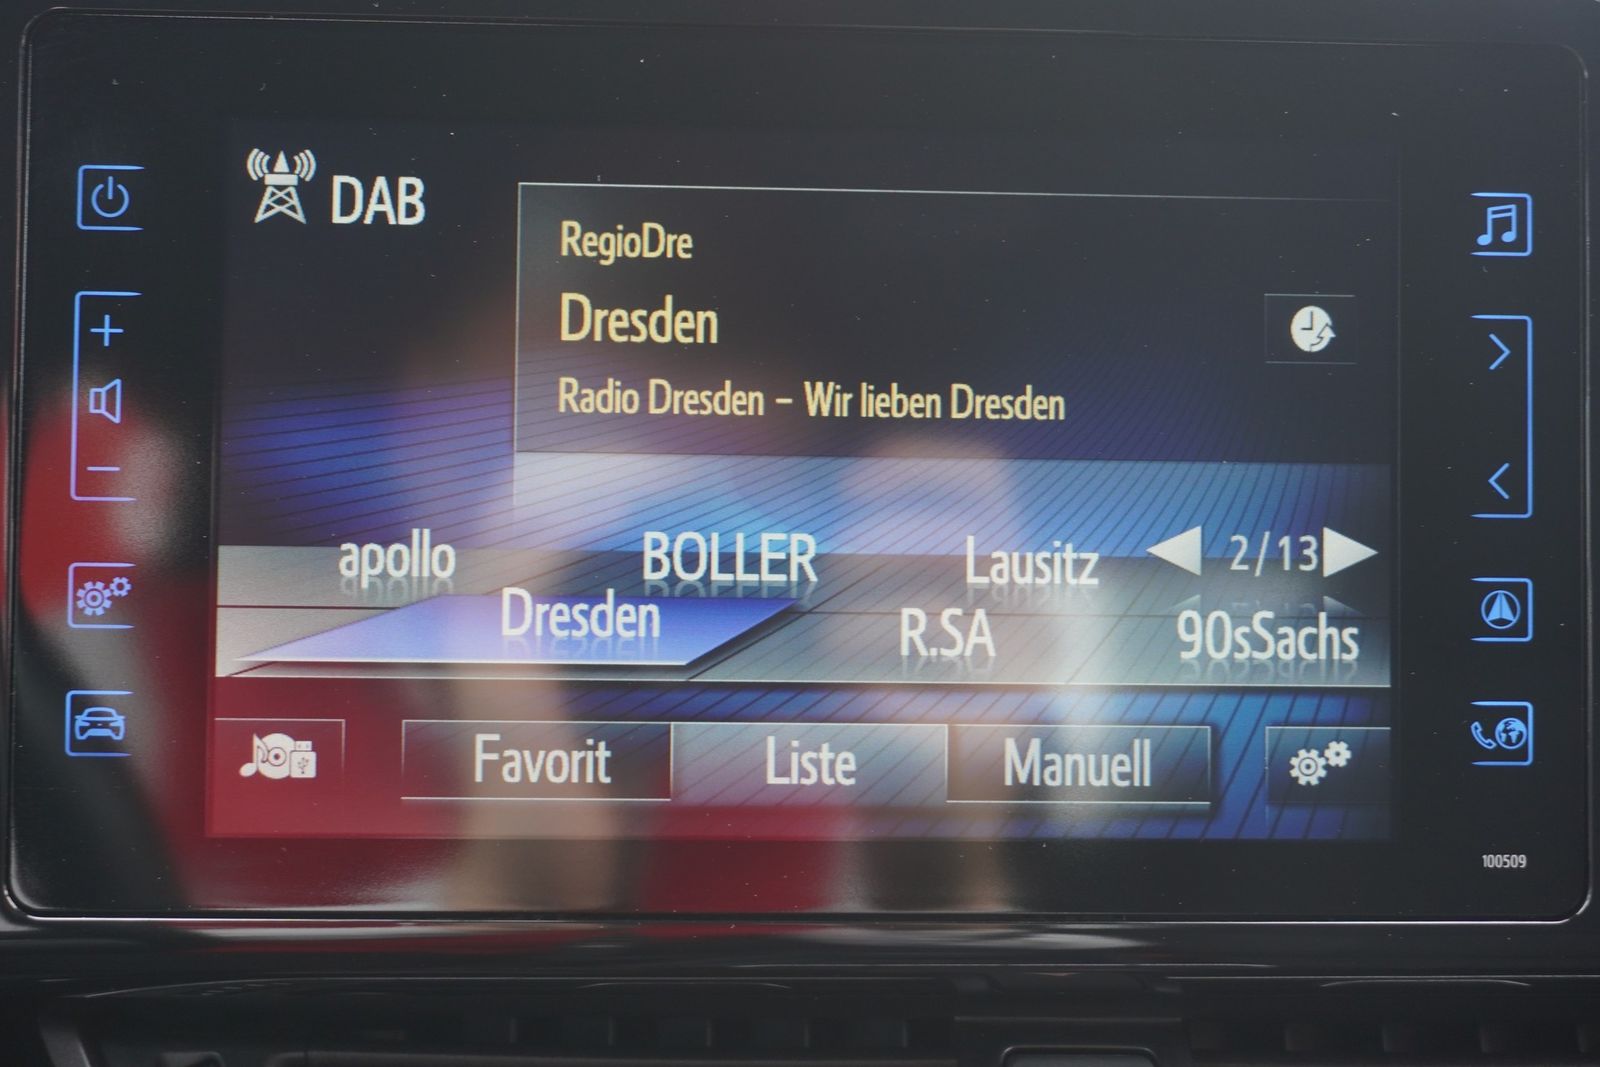 DAB
RegioDre
Dresden
Radio Dresden – Wir lieben Dresden
apollo BOLLER Lausitz 2/13
Dresden R.SA 90sSachs
Favorit Liste Manuell
100509